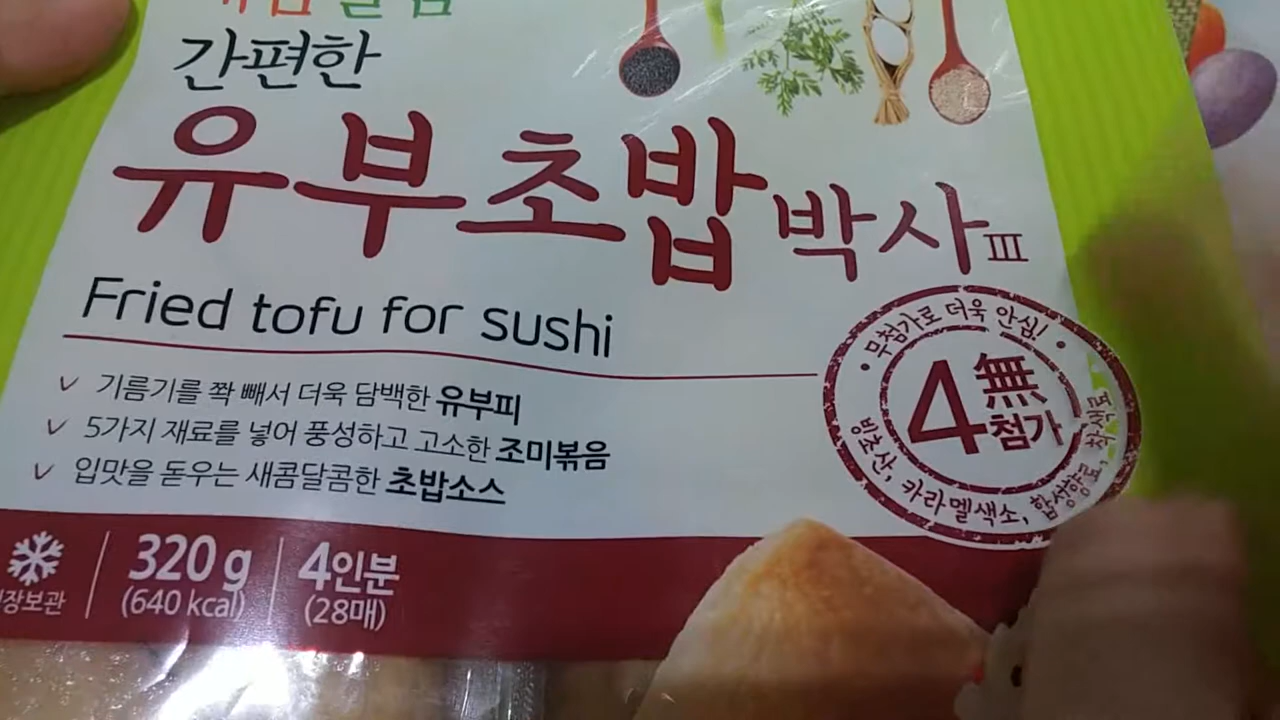 간편한
유부초밥 박사 Ⅲ
Fried tofu for sushi
기름기를 쫙 빼서 더욱 담백한 유부피
5가지 재료를 넣어 풍성하고 고소한 조미볶음
입맛을 돋우는 새콤달콤한 초밥소스
무첨가로 더욱 안심!
4無첨가
빙초산, 카라멜색소, 합성향료, 착색료
장보관
320 g
(640 kcal)
4인분
(28매)